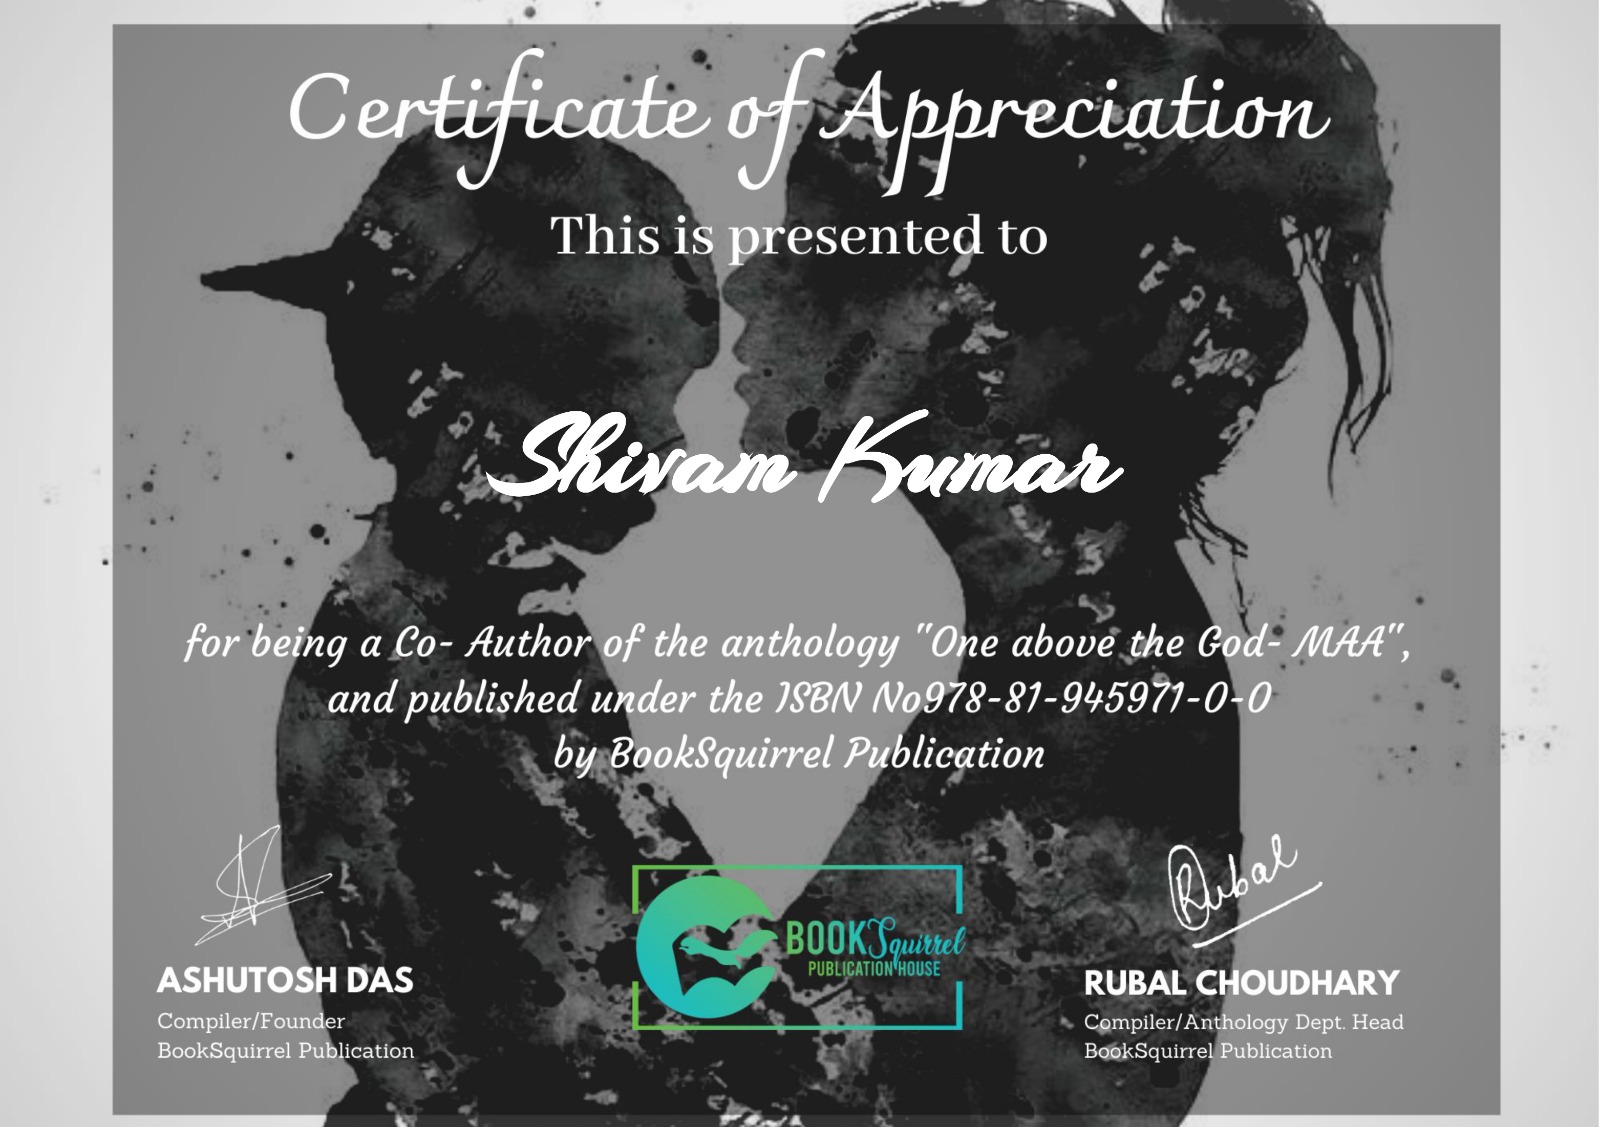 Certificate of Appreciation
This is presented to
Shivam Kumar
for being a Co- Author of the anthology "One above the God- MAA",
and published under the ISBN No978-81-945971-0-0
by BookSquirrel Publication
Rubal
ASHUTOSH DAS
Compiler/Founder
BookSquirrel Publication
BOOKSquirrel
PUBLICATION HOUSE
RUBAL CHOUDHARY
Compiler/Anthology Dept. Head
BookSquirrel Publication